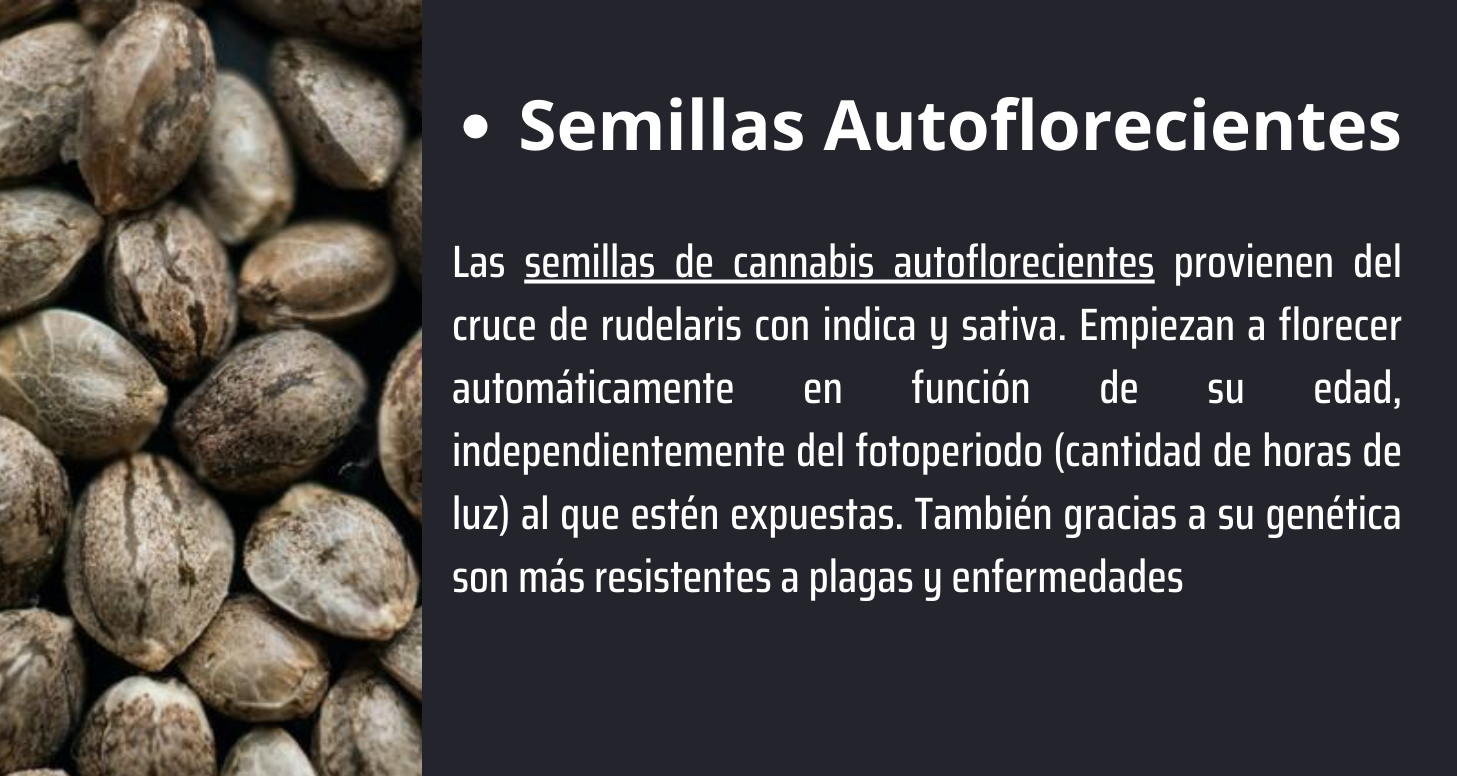 • Semillas Autoflorecientes
Las semillas de cannabis autoflorecientes provienen del
cruce de rudelaris con indica y sativa. Empiezan a florecer
automáticamente en función de su edad,
independientemente del fotoperiodo (cantidad de horas de
luz) al que estén expuestas. También gracias a su genética
son más resistentes a plagas y enfermedades